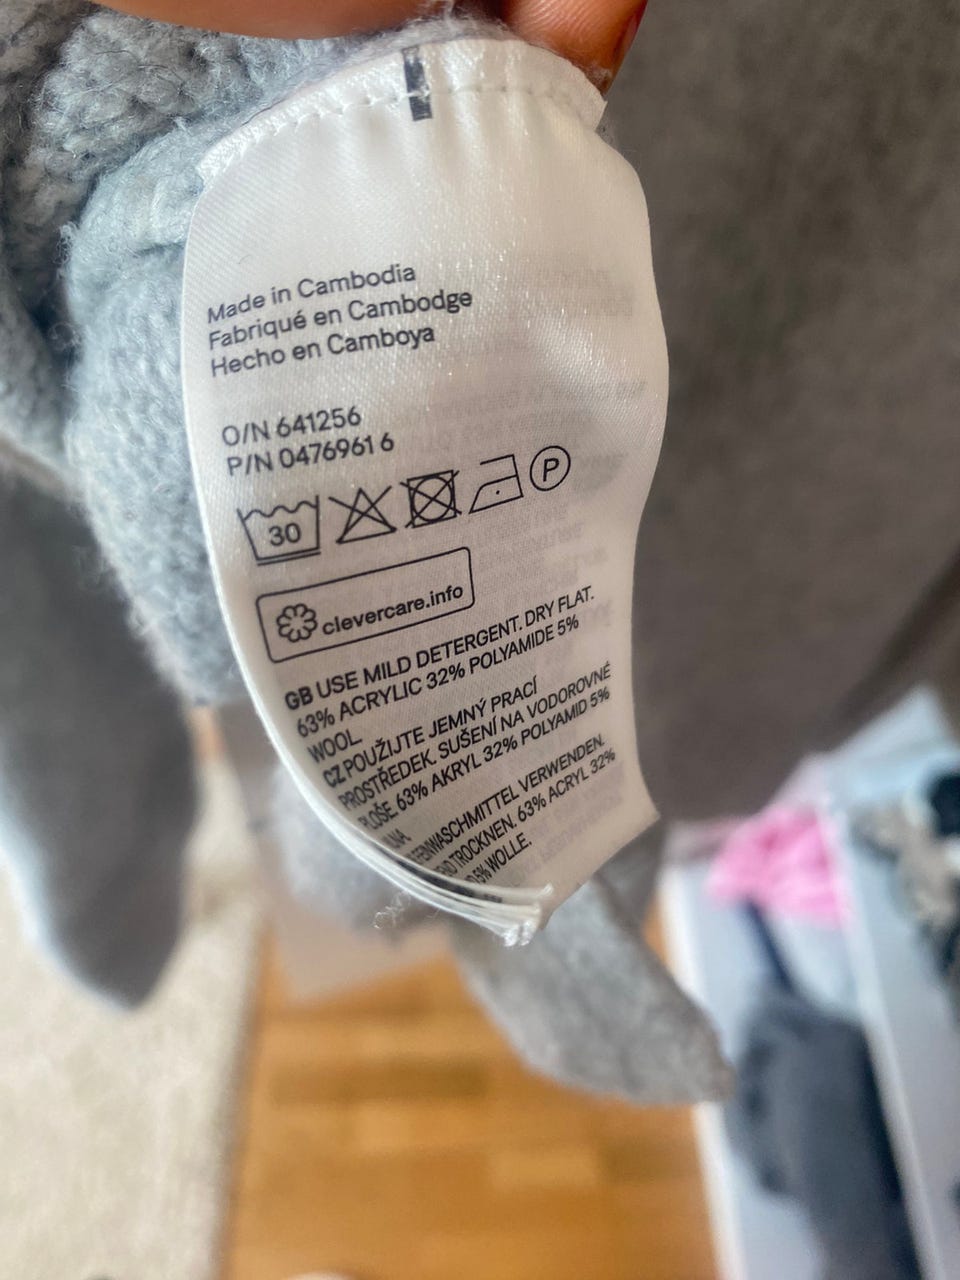 Made in Cambodia
Fabriqué en Cambodge
Hecho en Camboya
O/N 641256
P/N 0476961 6
30
P
clevercare.info
GB USE MILD DETERGENT. DRY FLAT.
63% ACRYLIC 32% POLYAMIDE 5%
WOOL
CZ POUŽIJTE JEMNÝ PRACÍ
PROSTŘEDEK. SUŠENÍ NA VODOROVNÉ
PLOŠE. 63% AKRYL 32% POLYAMID 5%
VERWENDEN.
TROCKNEN. 63% ACRYL 32%
5% WOLLE.